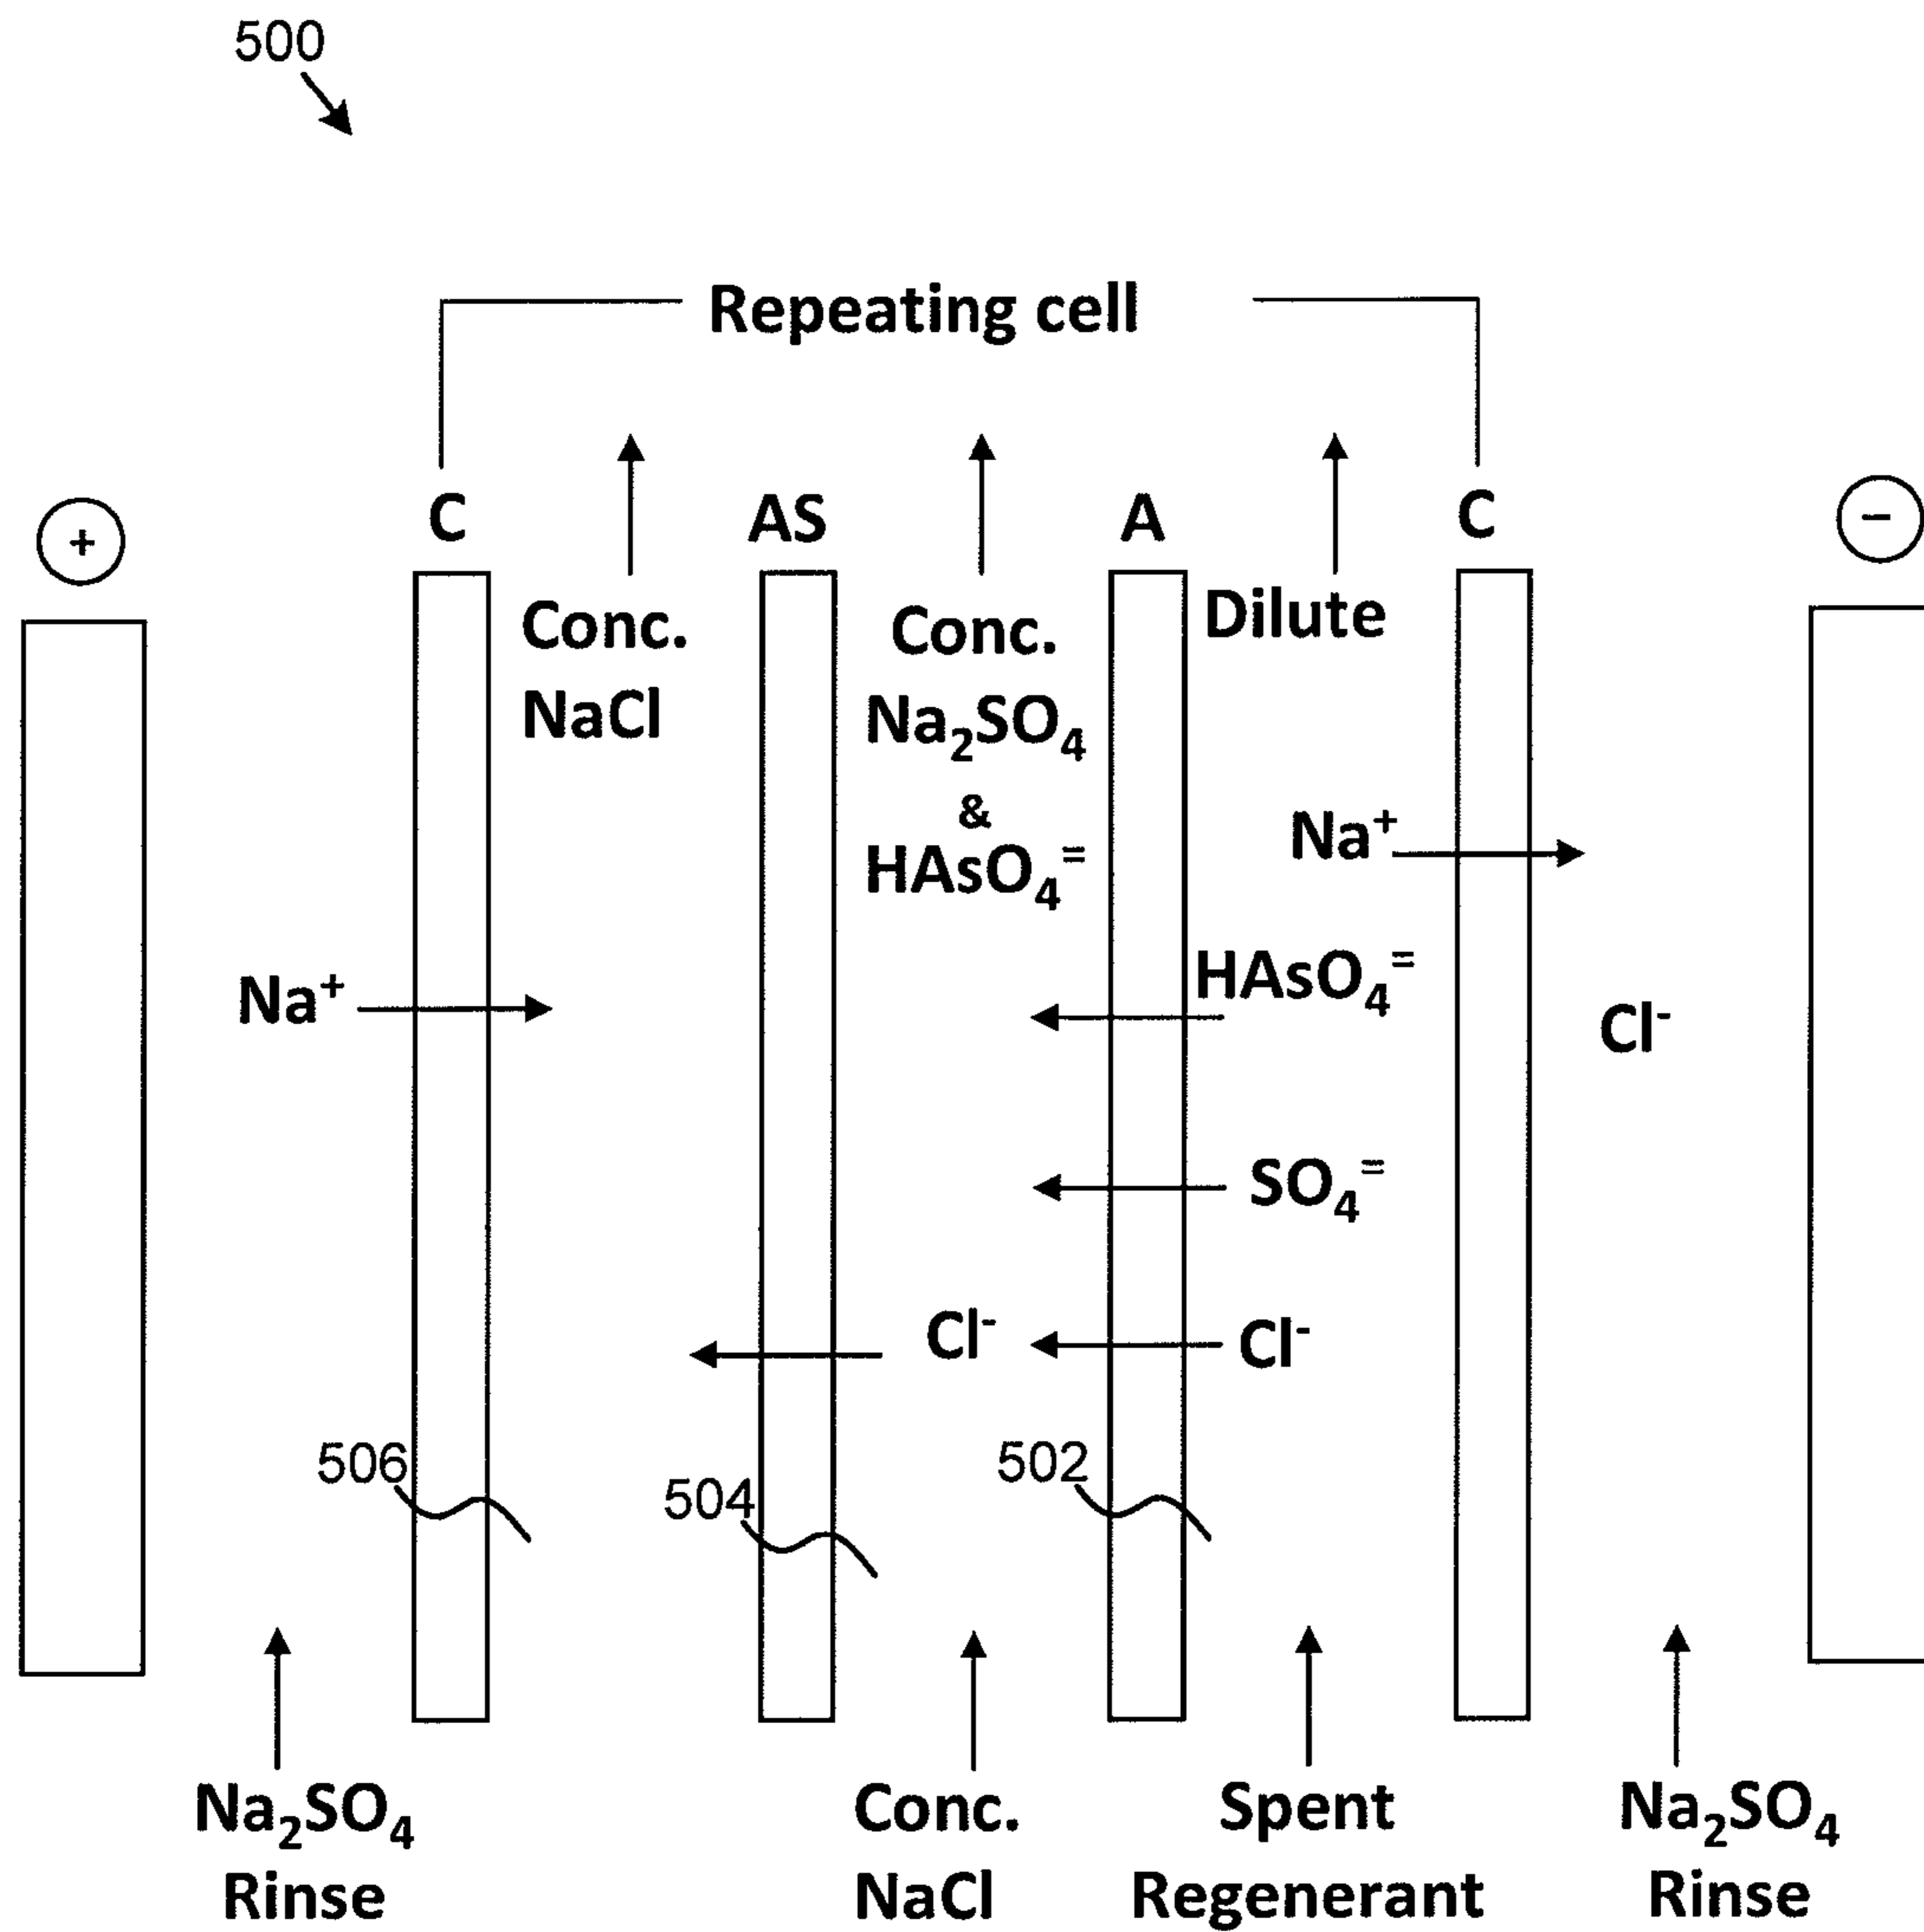 500
Repeating cell
C
AS
A
C
+
−
Conc.
NaCl
Conc.
Na₂SO₄
&
HAsO₄⁼
Dilute
Na⁺
HAsO₄⁼
Na⁺
Cl⁻
SO₄⁼
Cl⁻
Cl⁻
506
504
502
Na₂SO₄
Rinse
Conc.
NaCl
Spent
Regenerant
Na₂SO₄
Rinse